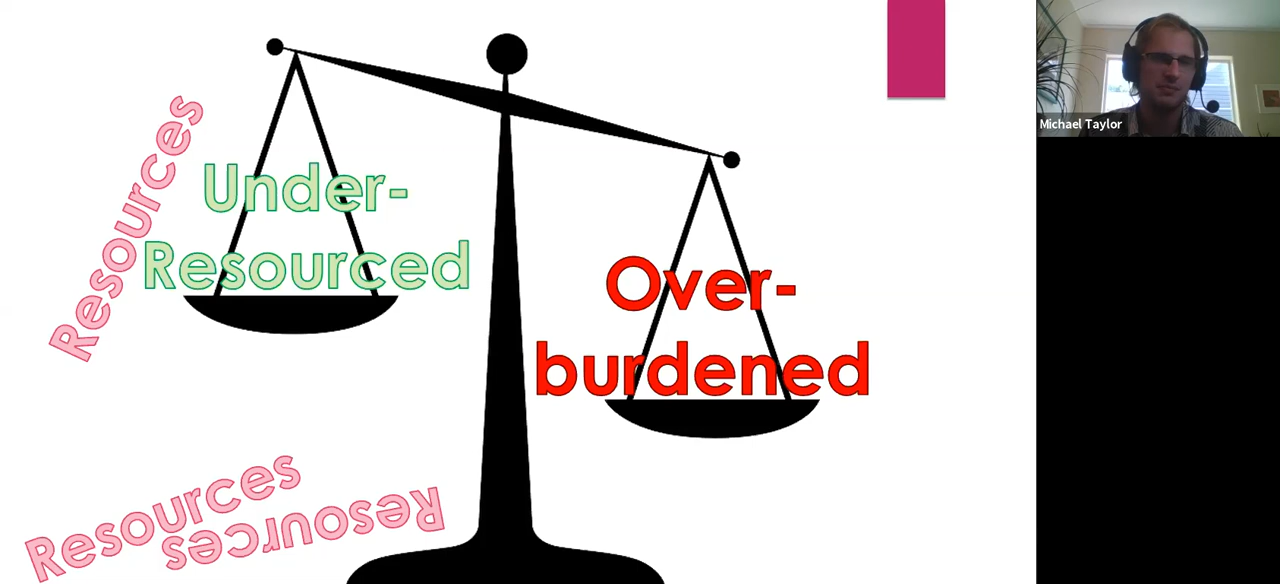 Michael Taylor
Resources
Under-
Resourced
Over-
burdened
Resources
Resources